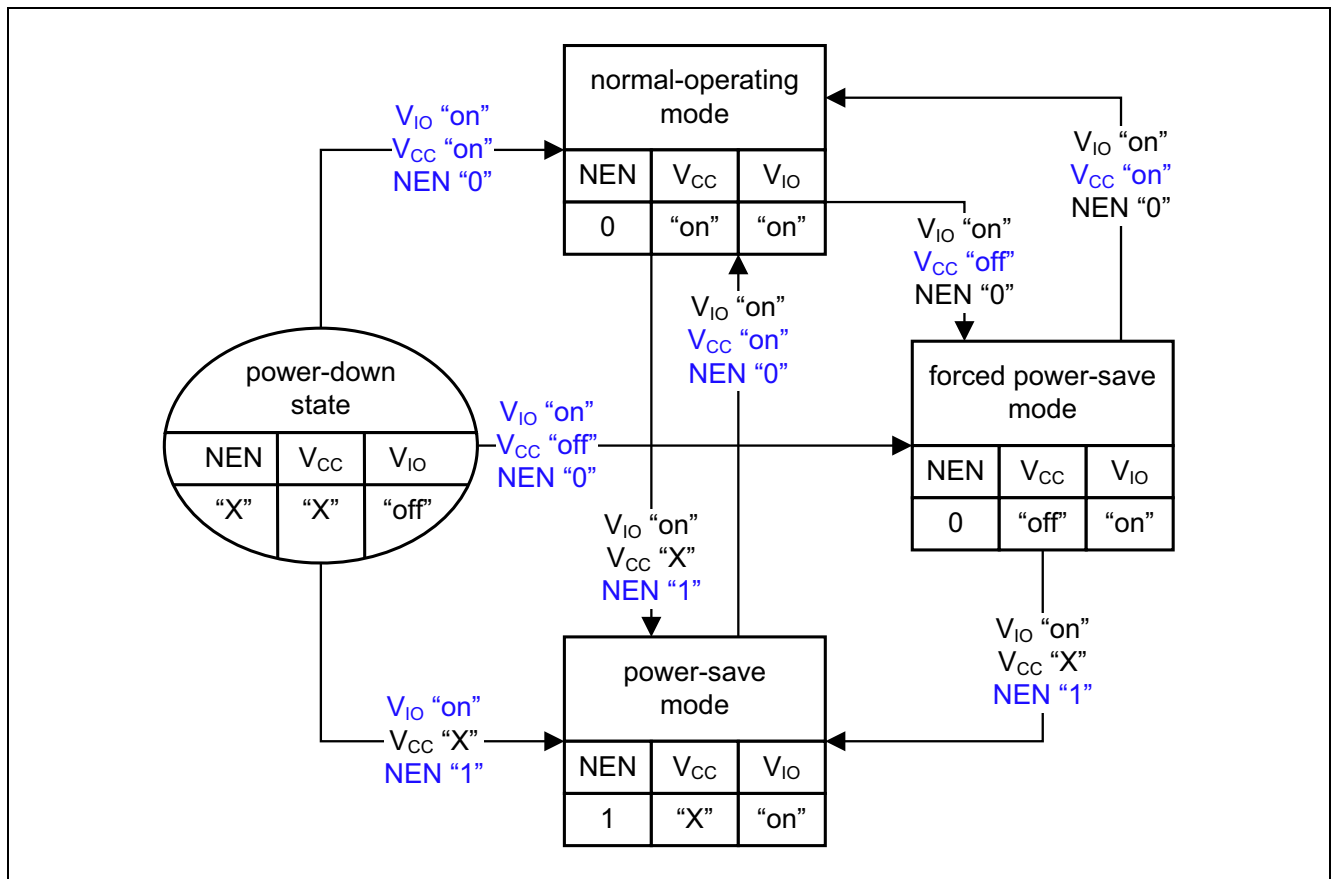 normal-operating
mode
NEN V_CC V_IO
0 “on” “on”
V_IO “on”
V_CC “on”
NEN “0”
V_IO “on”
V_CC “on”
NEN “0”
V_IO “on”
V_CC “off”
NEN “0”
V_IO “on”
V_CC “on”
NEN “0”
power-down
state
NEN V_CC V_IO
“X” “X” “off”
V_IO “on”
V_CC “off”
NEN “0”
forced power-save
mode
NEN V_CC V_IO
0 “off” “on”
V_IO “on”
V_CC “X”
NEN “1”
V_IO “on”
V_CC “X”
NEN “1”
V_IO “on”
V_CC “X”
NEN “1”
power-save
mode
NEN V_CC V_IO
1 “X” “on”